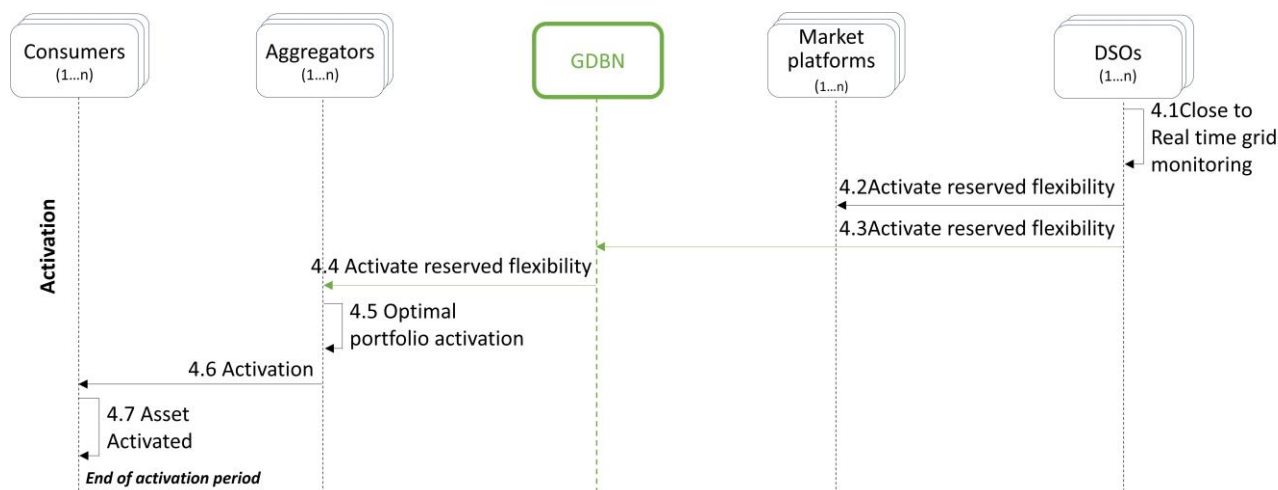 Consumers
(1...n)
Aggregators
(1...n)
GDBN
Market
platforms
(1...n)
DSOs
(1...n)
4.1Close to
Real time grid
monitoring
4.2Activate reserved flexibility
4.3Activate reserved flexibility
4.4 Activate reserved flexibility
4.5 Optimal
portfolio activation
4.6 Activation
4.7 Asset
Activated
End of activation period
Activation